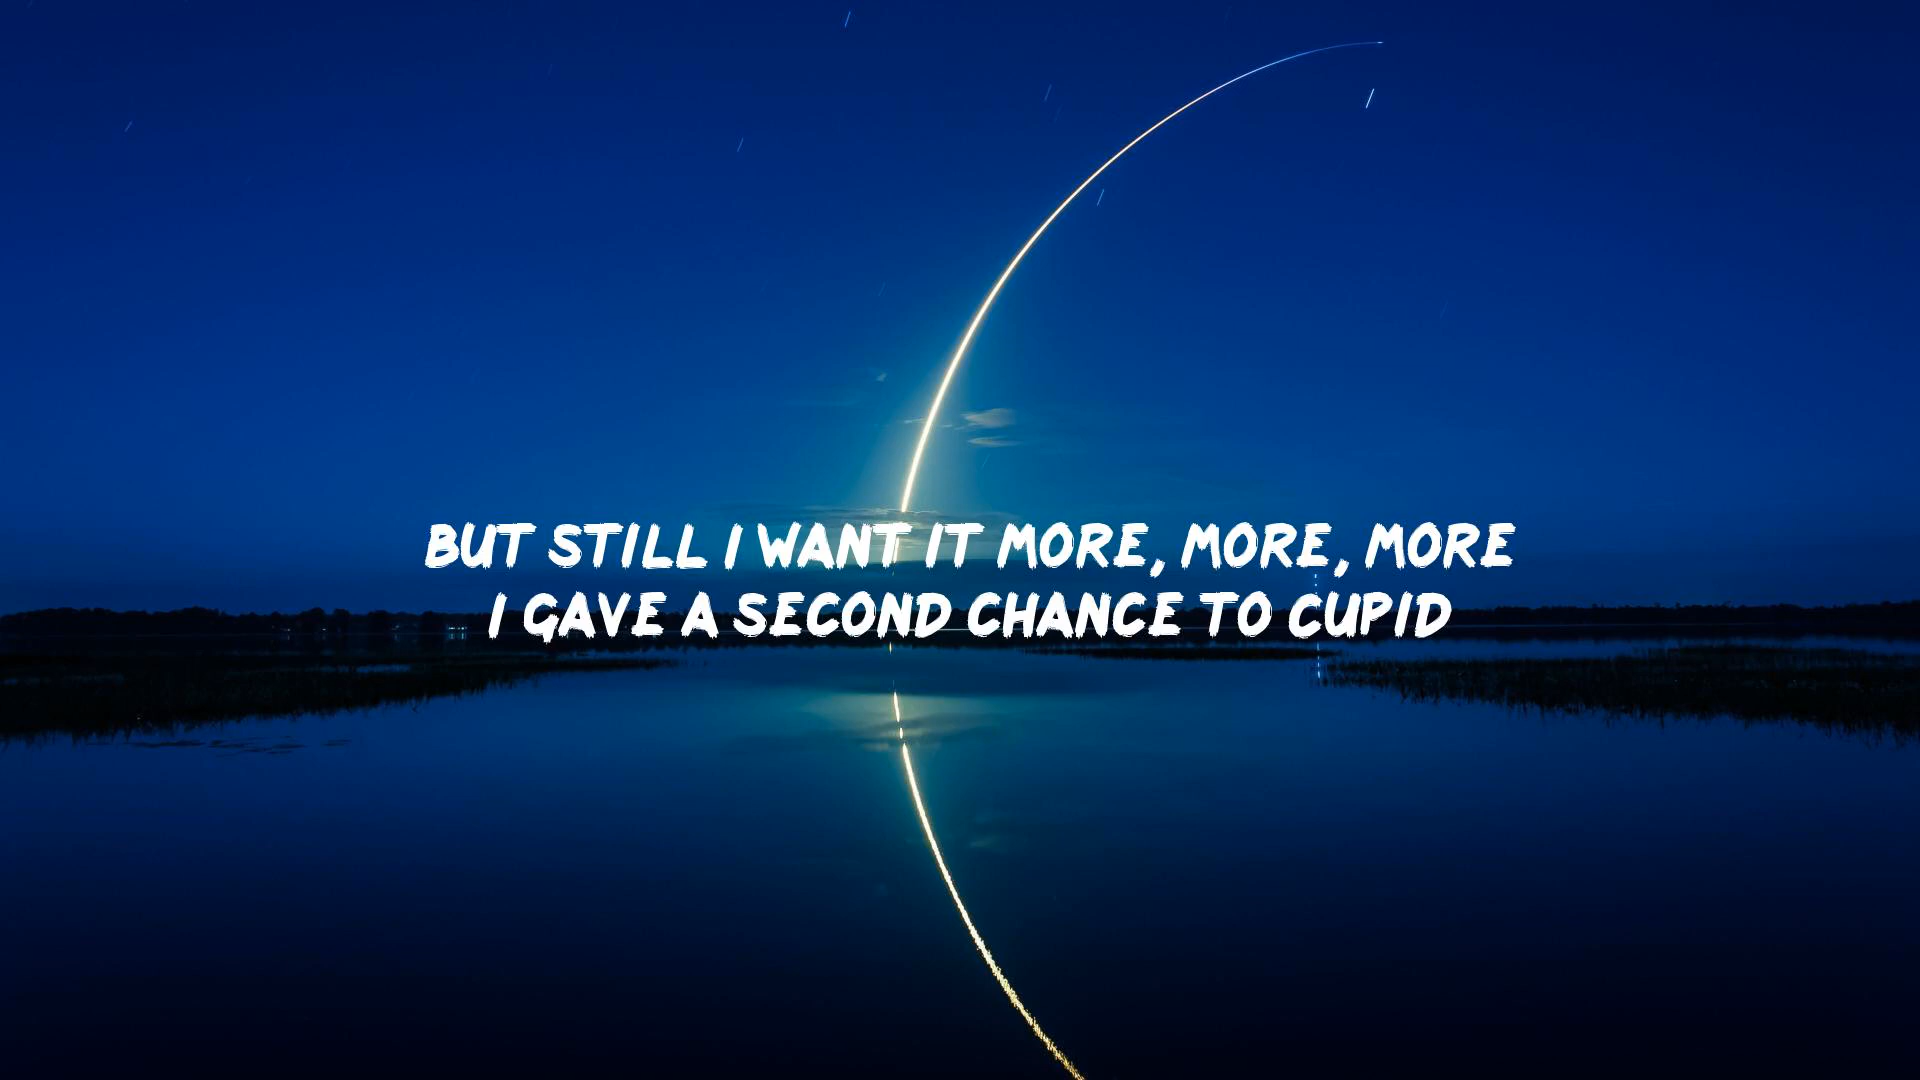 BUT STILL I WANT IT MORE, MORE, MORE
I GAVE A SECOND CHANCE TO CUPID